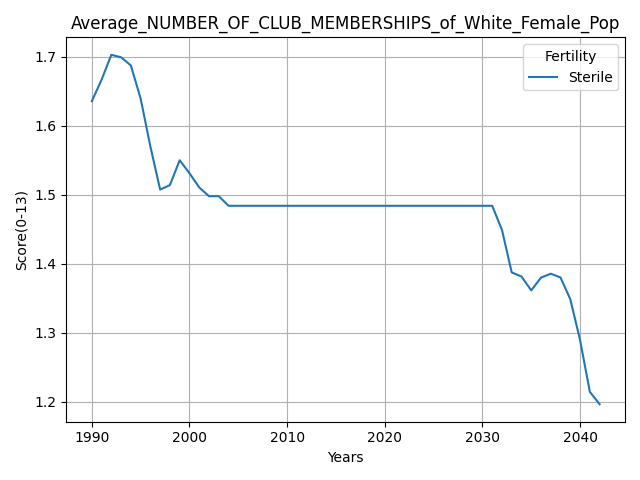 Average_NUMBER_OF_CLUB_MEMBERSHIPS_of_White_Female_Pop
Fertility
Sterile
Score(0-13)
1.7
1.6
1.5
1.4
1.3
1.2
1990 2000 2010 2020 2030 2040
Years